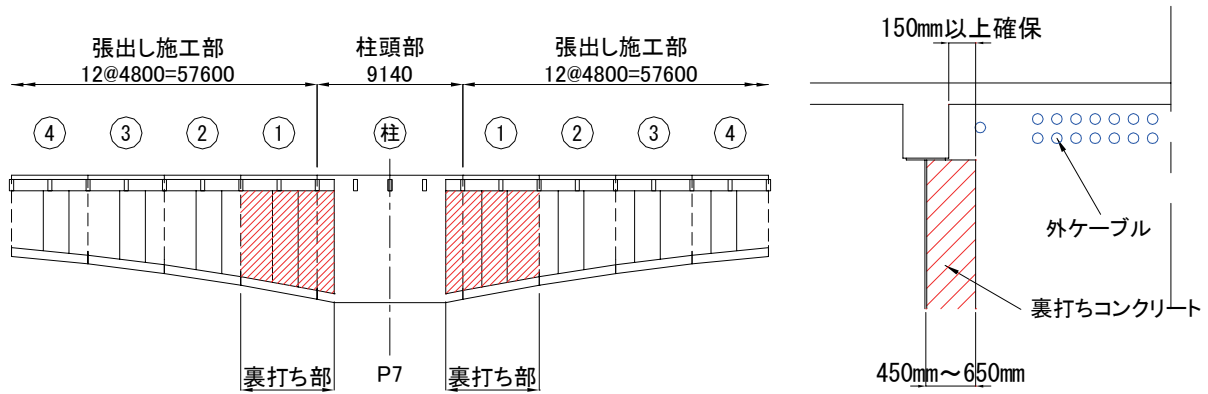 張出し施工部
12@4800=57600
柱頭部
9140
張出し施工部
12@4800=57600
④ ③ ② ① 柱 ① ② ③ ④
裏打ち部
P7
裏打ち部
150mm以上確保
外ケーブル
裏打ちコンクリート
450mm～650mm